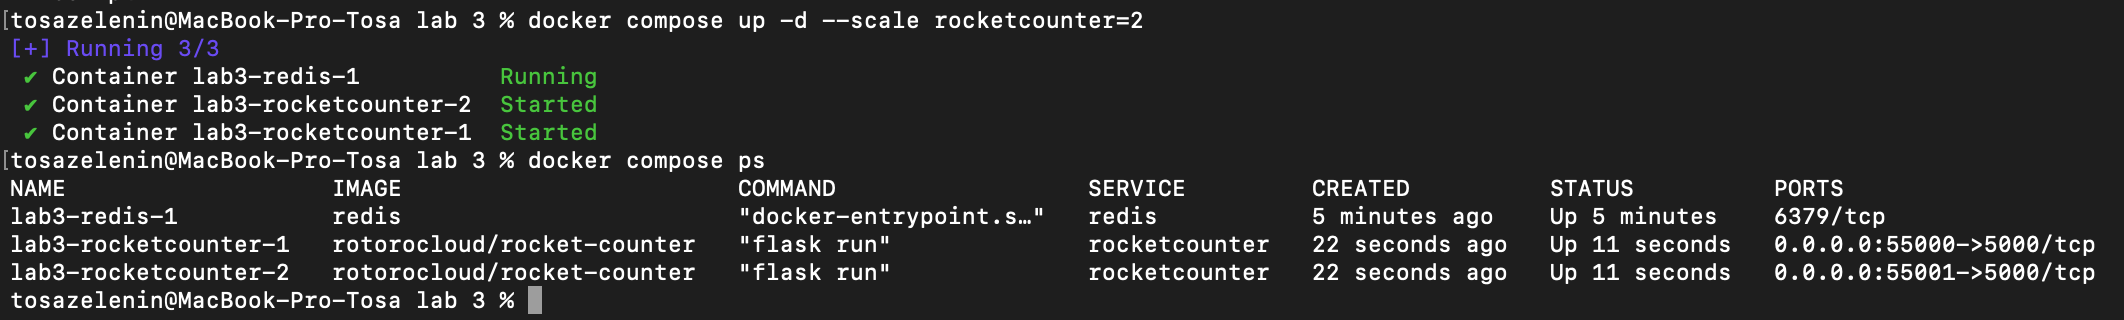 [tosazelenin@MacBook-Pro-Tosa lab 3 % docker compose up -d --scale rocketcounter=2
[+] Running 3/3
✔ Container lab3-redis-1 Running
✔ Container lab3-rocketcounter-2 Started
✔ Container lab3-rocketcounter-1 Started
[tosazelenin@MacBook-Pro-Tosa lab 3 % docker compose ps
NAME IMAGE COMMAND SERVICE CREATED STATUS PORTS
lab3-redis-1 redis "docker-entrypoint.s…" redis 5 minutes ago Up 5 minutes 6379/tcp
lab3-rocketcounter-1 rotorocloud/rocket-counter "flask run" rocketcounter 22 seconds ago Up 11 seconds 0.0.0.0:55000->5000/tcp
lab3-rocketcounter-2 rotorocloud/rocket-counter "flask run" rocketcounter 22 seconds ago Up 11 seconds 0.0.0.0:55001->5000/tcp
tosazelenin@MacBook-Pro-Tosa lab 3 %